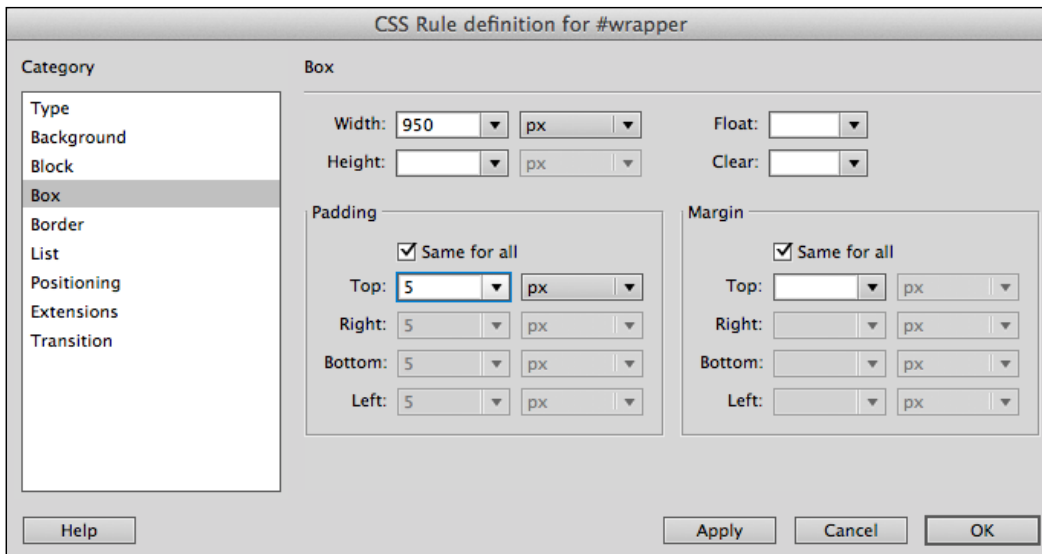 CSS Rule definition for #wrapper
Category
Type
Background
Block
Box
Border
List
Positioning
Extensions
Transition
Box
Width: 950 px
Float:
Height: px
Clear:
Padding
Same for all
Top: 5 px
Right: 5 px
Bottom: 5 px
Left: 5 px
Margin
Same for all
Top: px
Right: px
Bottom: px
Left: px
Help
Apply
Cancel
OK